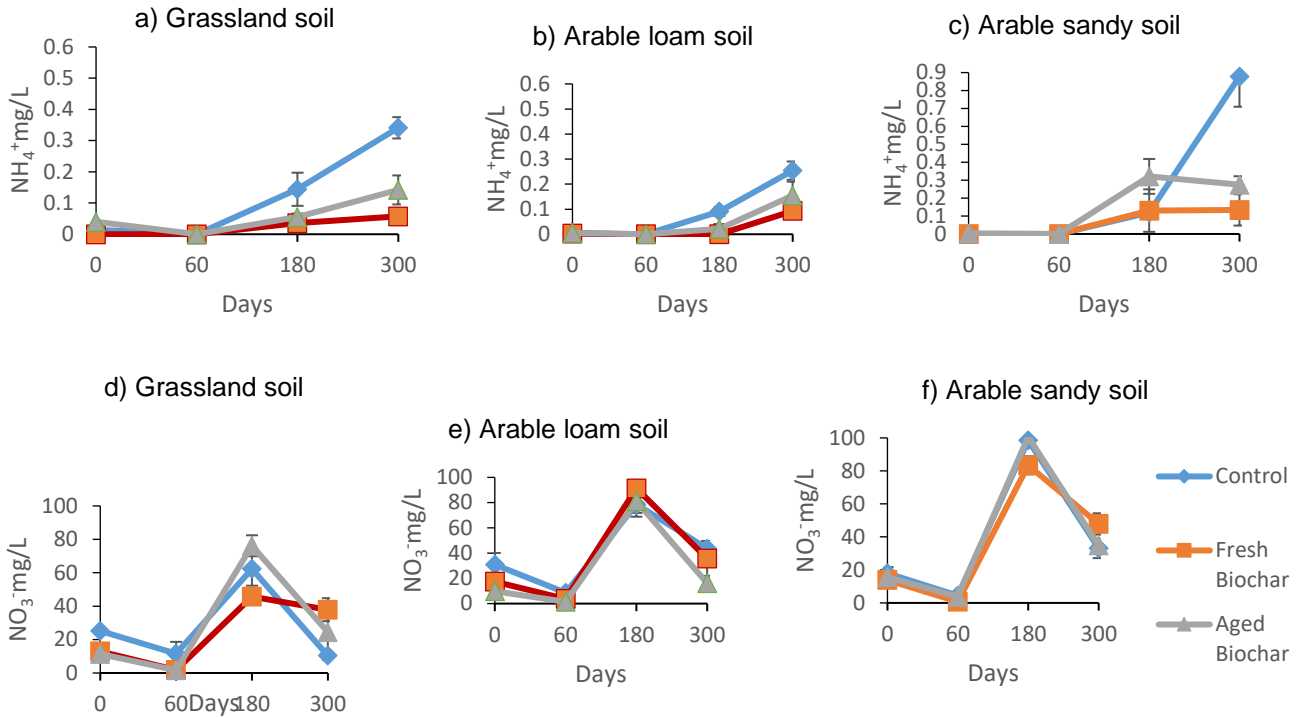 a) Grassland soil
NH₄⁺mg/L
0.6
0.5
0.4
0.3
0.2
0.1
0
0 60 180 300
Days
b) Arable loam soil
NH₄⁺mg/L
0.6
0.5
0.4
0.3
0.2
0.1
0
0 60 180 300
Days
c) Arable sandy soil
NH₄⁺mg/L
0.9
0.8
0.7
0.6
0.5
0.4
0.3
0.2
0.1
0
0 60 180 300
Days
d) Grassland soil
NO₃⁻mg/L
100
80
60
40
20
0
0 60 180 300
Days
e) Arable loam soil
NO₃⁻mg/L
100
80
60
40
20
0
0 60 180 300
Days
f) Arable sandy soil
NO₃⁻mg/L
100
80
60
40
20
0
0 60 180 300
Days
Control
Fresh
Biochar
Aged
Biochar